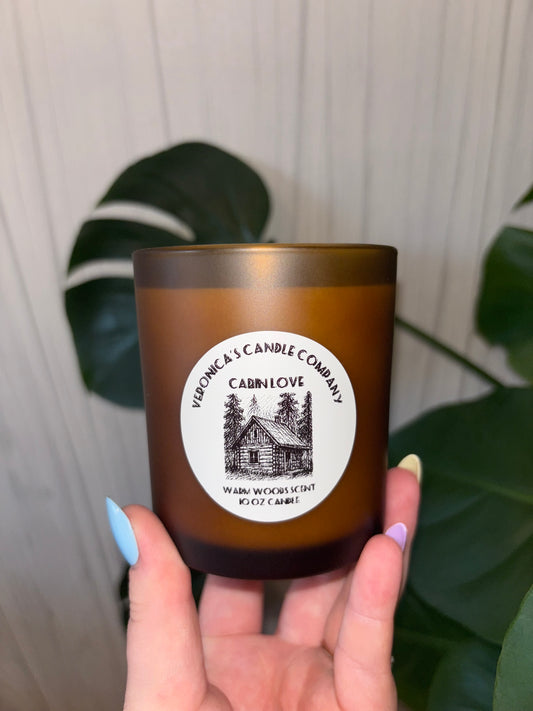 VERONICA'S CANDLE COMPANY
CABIN LOVE
WARM WOODS SCENT
10 OZ CANDLE